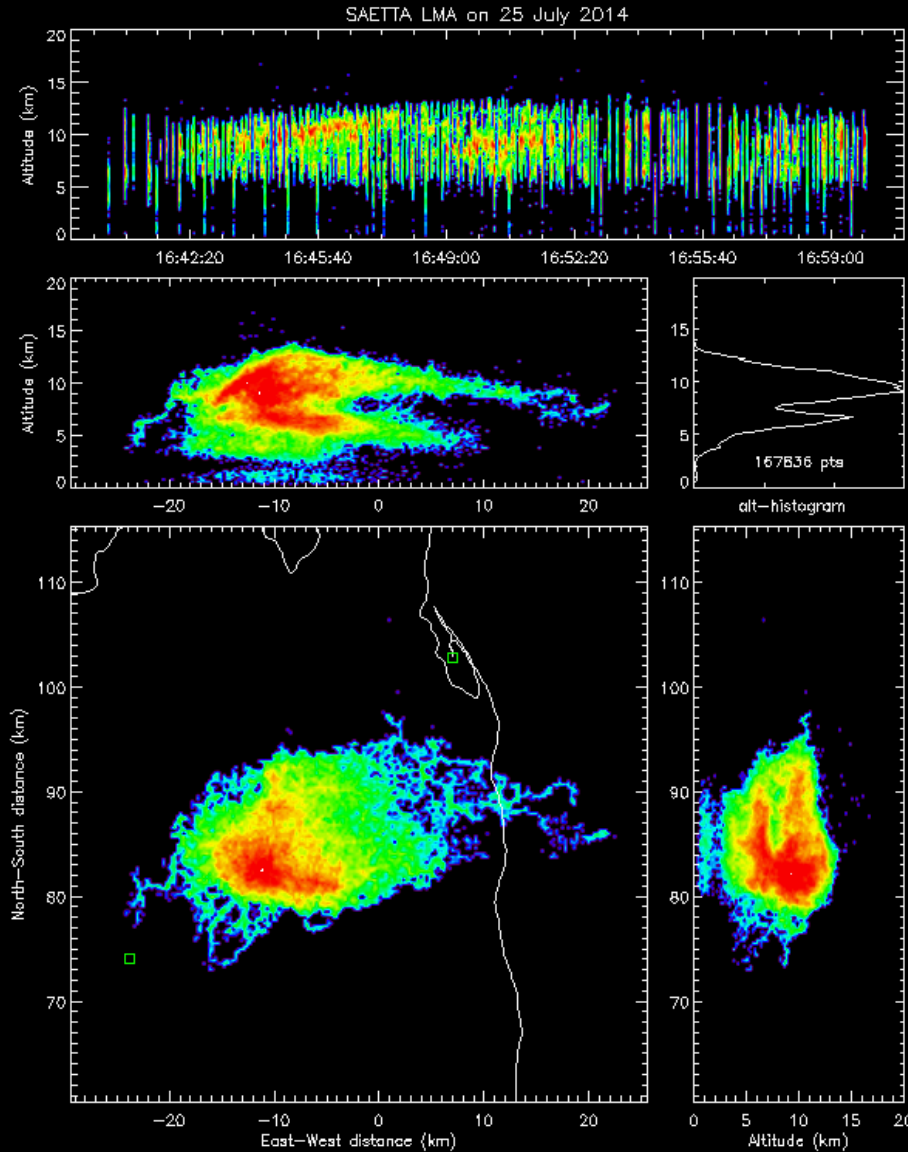 SAETTA LMA on 25 July 2014
20
15
10
5
0
Altitude (km)
16:42:20 16:45:40 16:49:00 16:52:20 16:55:40 16:59:00
20
15
10
5
0
Altitude (km)
-20 -10 0 10 20
15
10
5
0
167836 pts
alt-histogram
110
100
90
80
70
North-South distance (km)
-20 -10 0 10 20
East-West distance (km)
110
100
90
80
70
0 5 10 15 20
Altitude (km)